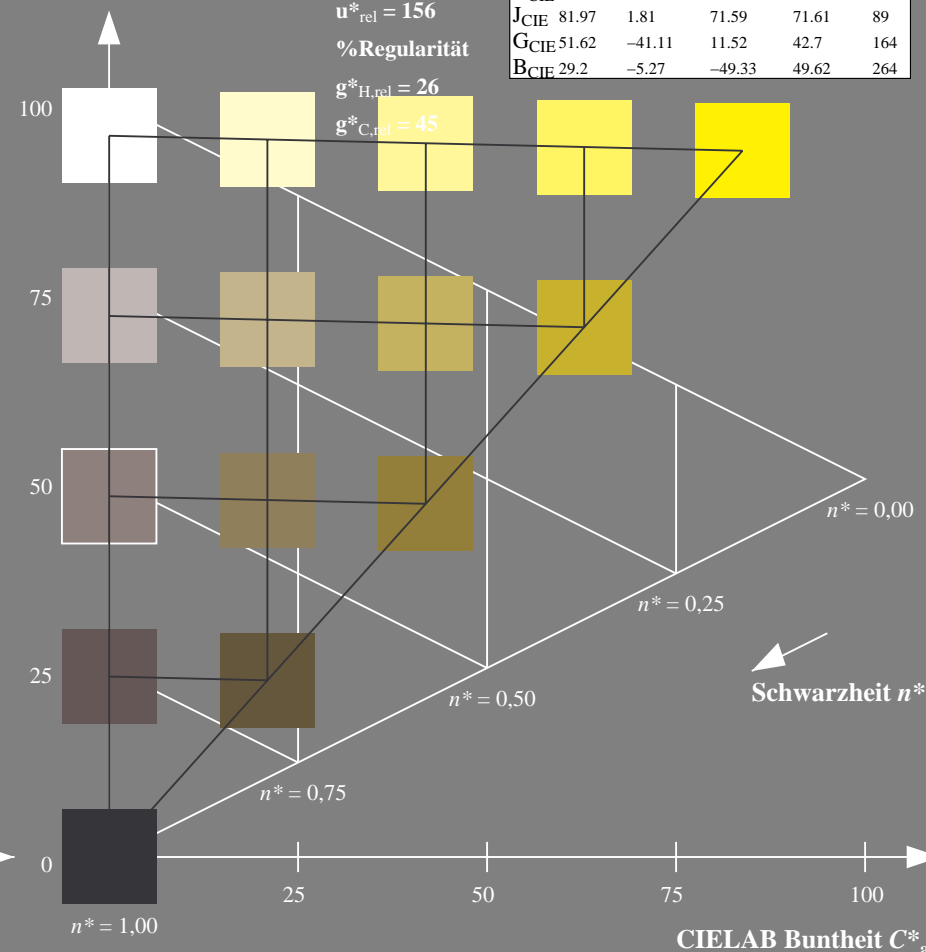 u*rel = 156
%Regularität
g*H,rel = 26
g*C,rel = 45
JCIE 81.97 1.81 71.59 71.61 89
GCIE 51.62 −41.11 11.52 42.7 164
BCIE 29.2 −5.27 −49.33 49.62 264
100
75
50
n* = 0,00
n* = 0,25
25
Schwarzheit n*
n* = 0,50
n* = 0,75
0
25 50 75 100
n* = 1,00
CIELAB Buntheit C*